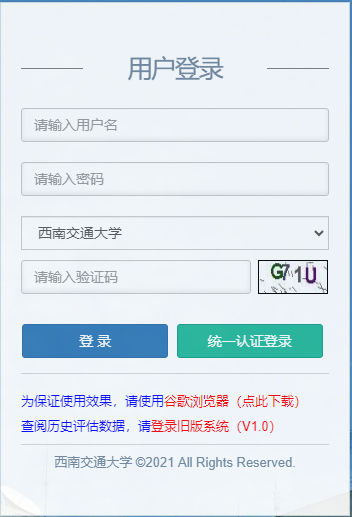 用户登录
请输入用户名
请输入密码
西南交通大学
请输入验证码
G71U
登 录
统一认证登录
为保证使用效果，请使用谷歌浏览器（点此下载）
查阅历史评估数据，请登录旧版系统（V1.0）
西南交通大学 ©2021 All Rights Reserved.